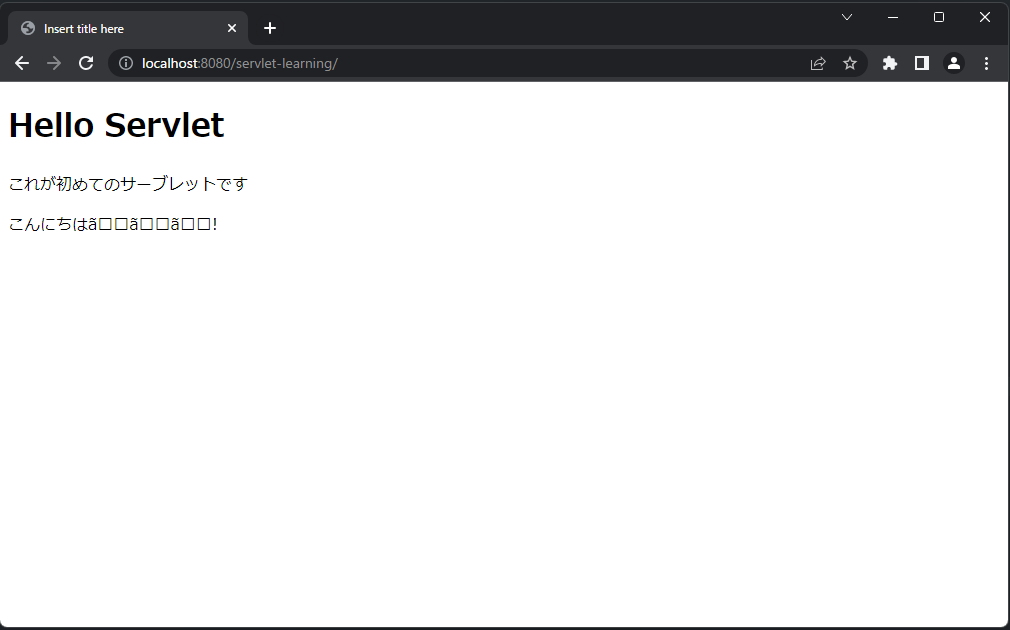 Insert title here
localhost:8080/servlet-learning/
Hello Servlet
これが初めてのサーブレットです
こんにちはã□□ã□□ã□□!